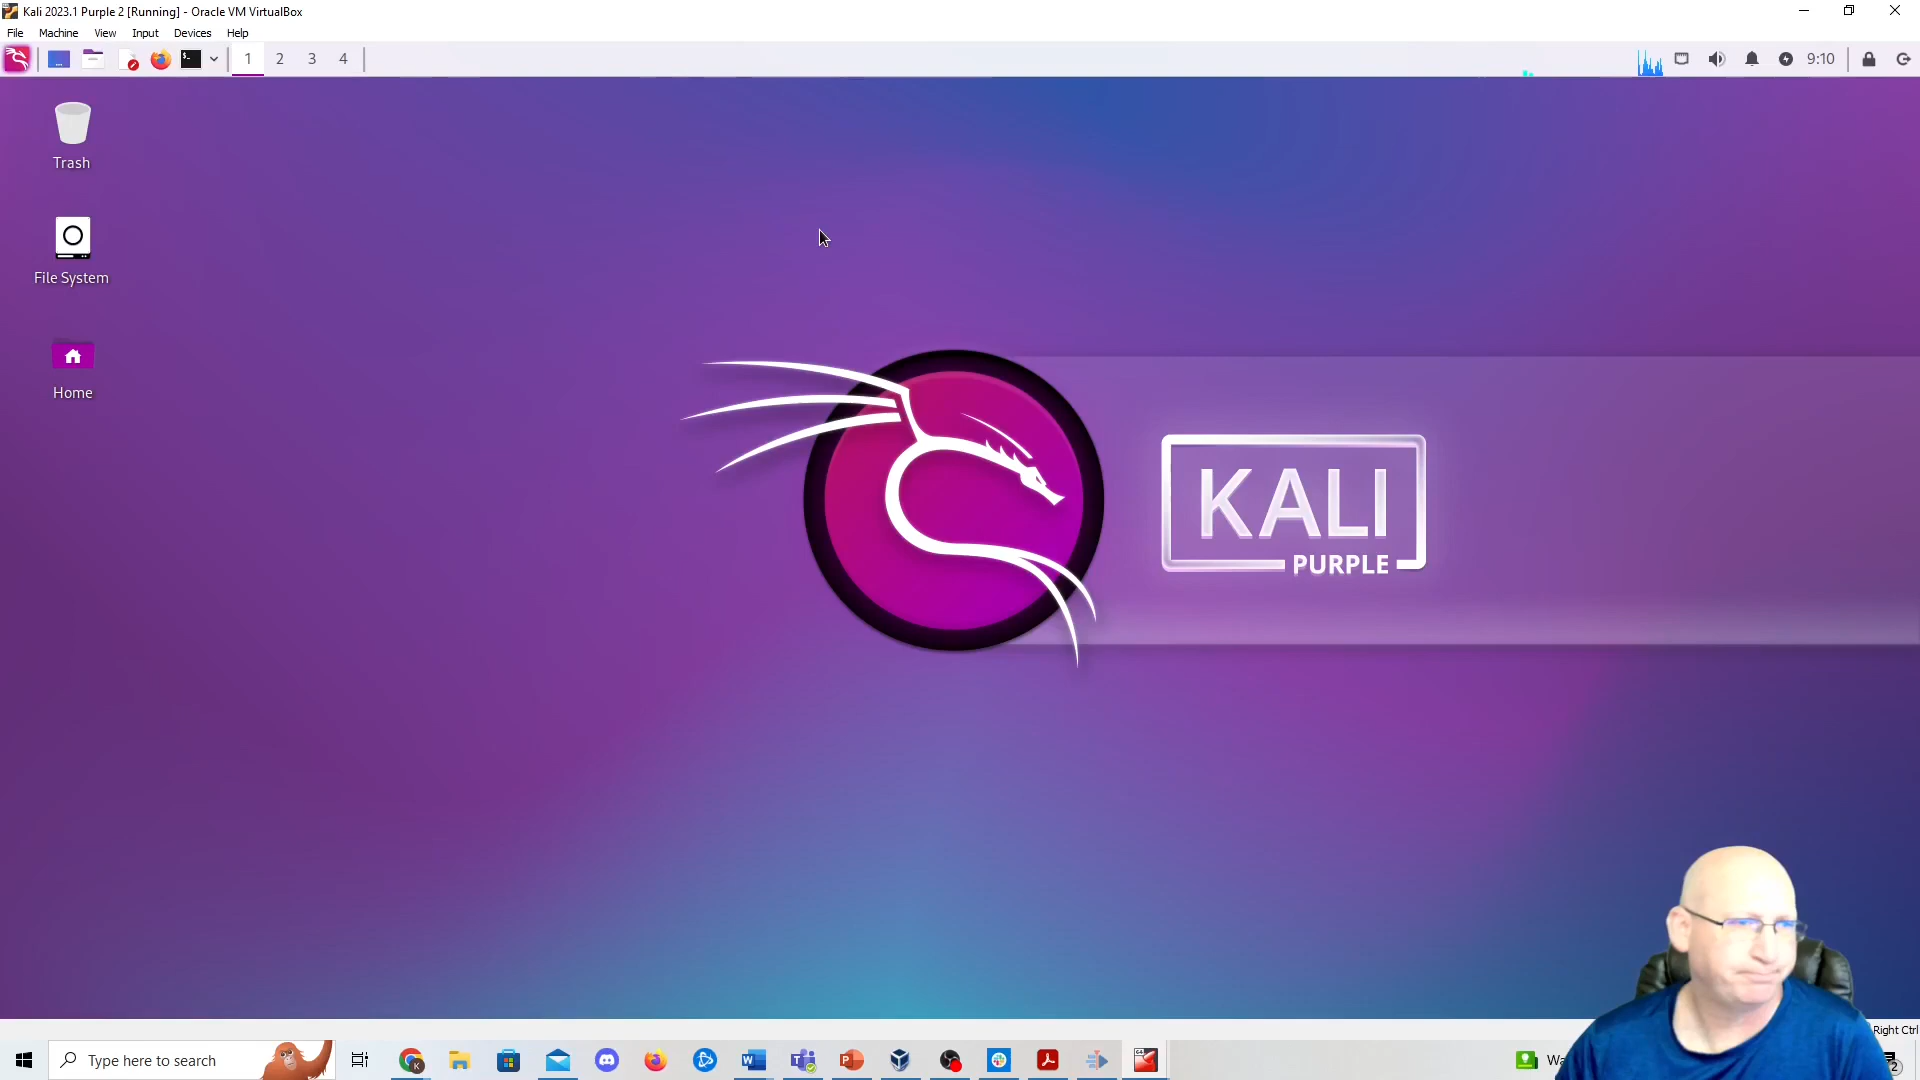 Kali 2023.1 Purple 2 [Running] - Oracle VM VirtualBox
File Machine View Input Devices Help
1 2 3 4
9:10
Trash
File System
Home
KALI
PURPLE
Right Ctrl
Type here to search
2